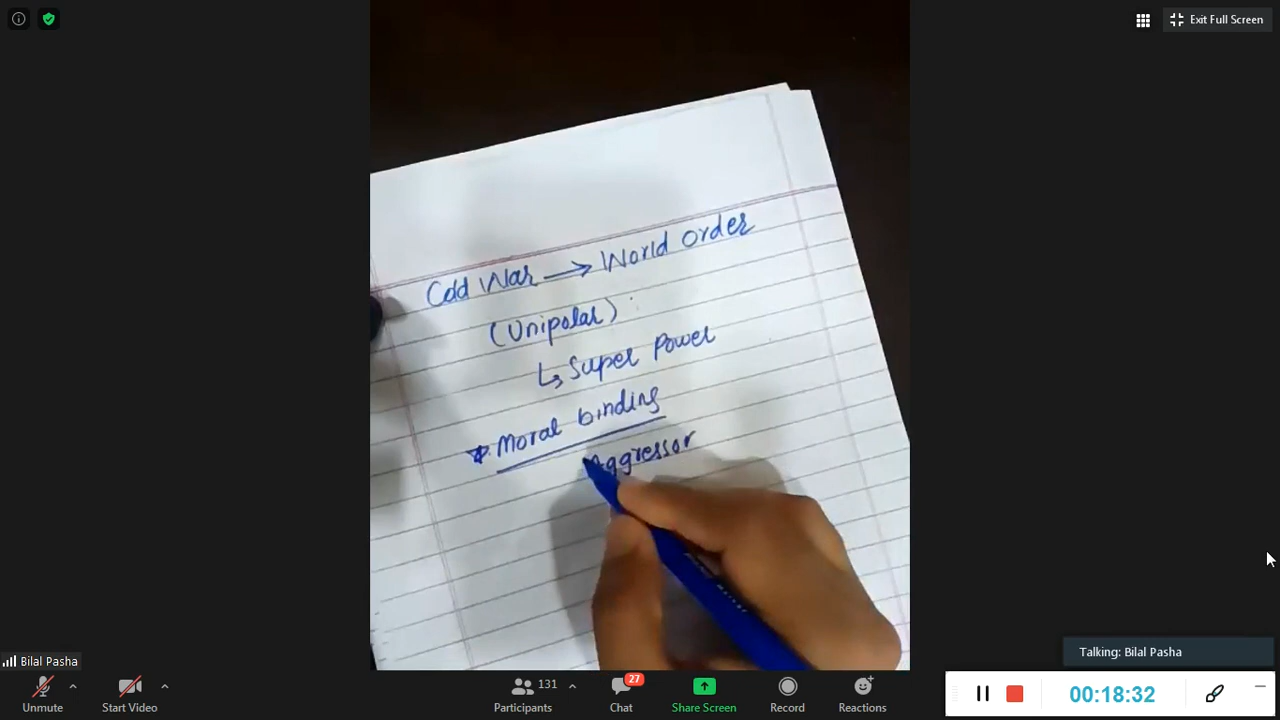 Exit Full Screen
Cold War → World Order
(Unipolar) :
↳ Super Power
* Moral binding
Aggressor
Bilal Pasha
Talking: Bilal Pasha
Unmute
Start Video
131
Participants
27
Chat
Share Screen
Record
Reactions
00:18:32